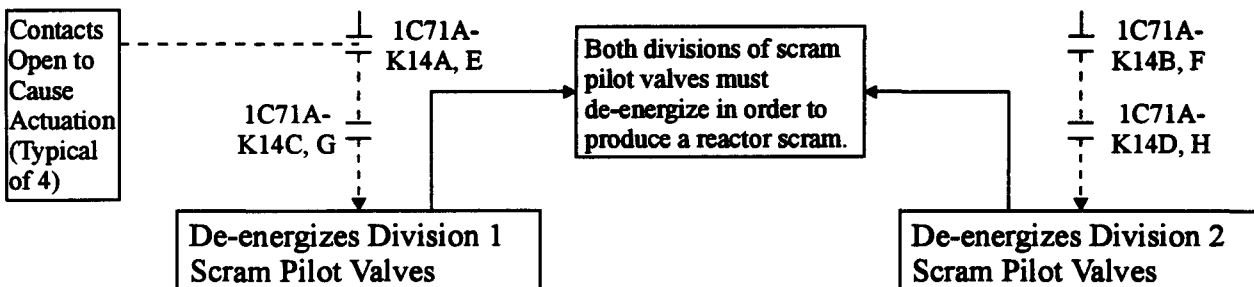 Contacts
Open to
Cause
Actuation
(Typical
of 4)
1C71A-
K14A, E
1C71A-
K14C, G
Both divisions of scram
pilot valves must
de-energize in order to
produce a reactor scram.
1C71A-
K14B, F
1C71A-
K14D, H
De-energizes Division 1
Scram Pilot Valves
De-energizes Division 2
Scram Pilot Valves